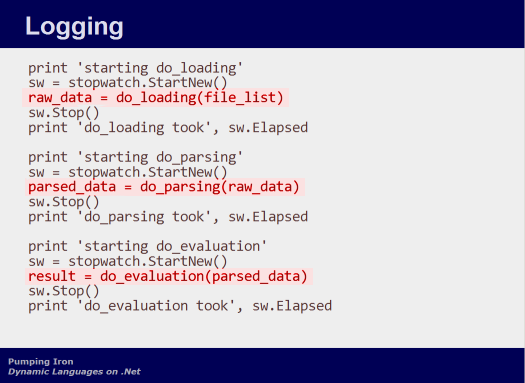 Logging
print 'starting do_loading'
sw = stopwatch.StartNew()
raw_data = do_loading(file_list)
sw.Stop()
print 'do_loading took', sw.Elapsed
print 'starting do_parsing'
sw = stopwatch.StartNew()
parsed_data = do_parsing(raw_data)
sw.Stop()
print 'do_parsing took', sw.Elapsed
print 'starting do_evaluation'
sw = stopwatch.StartNew()
result = do_evaluation(parsed_data)
sw.Stop()
print 'do_evaluation took', sw.Elapsed
Pumping Iron
Dynamic Languages on .Net